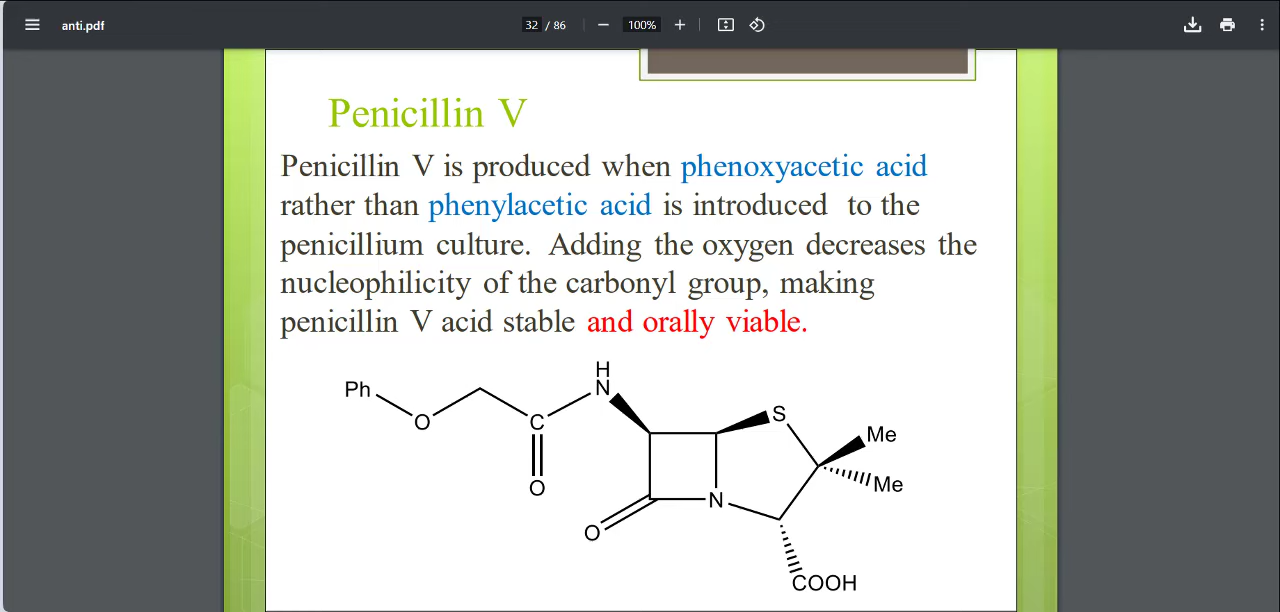 anti.pdf
32 / 86
100%
Penicillin V
Penicillin V is produced when phenoxyacetic acid
rather than phenylacetic acid is introduced to the
penicillium culture. Adding the oxygen decreases the
nucleophilicity of the carbonyl group, making
penicillin V acid stable and orally viable.
H
Ph N S
O C Me
Me
O N
O
COOH